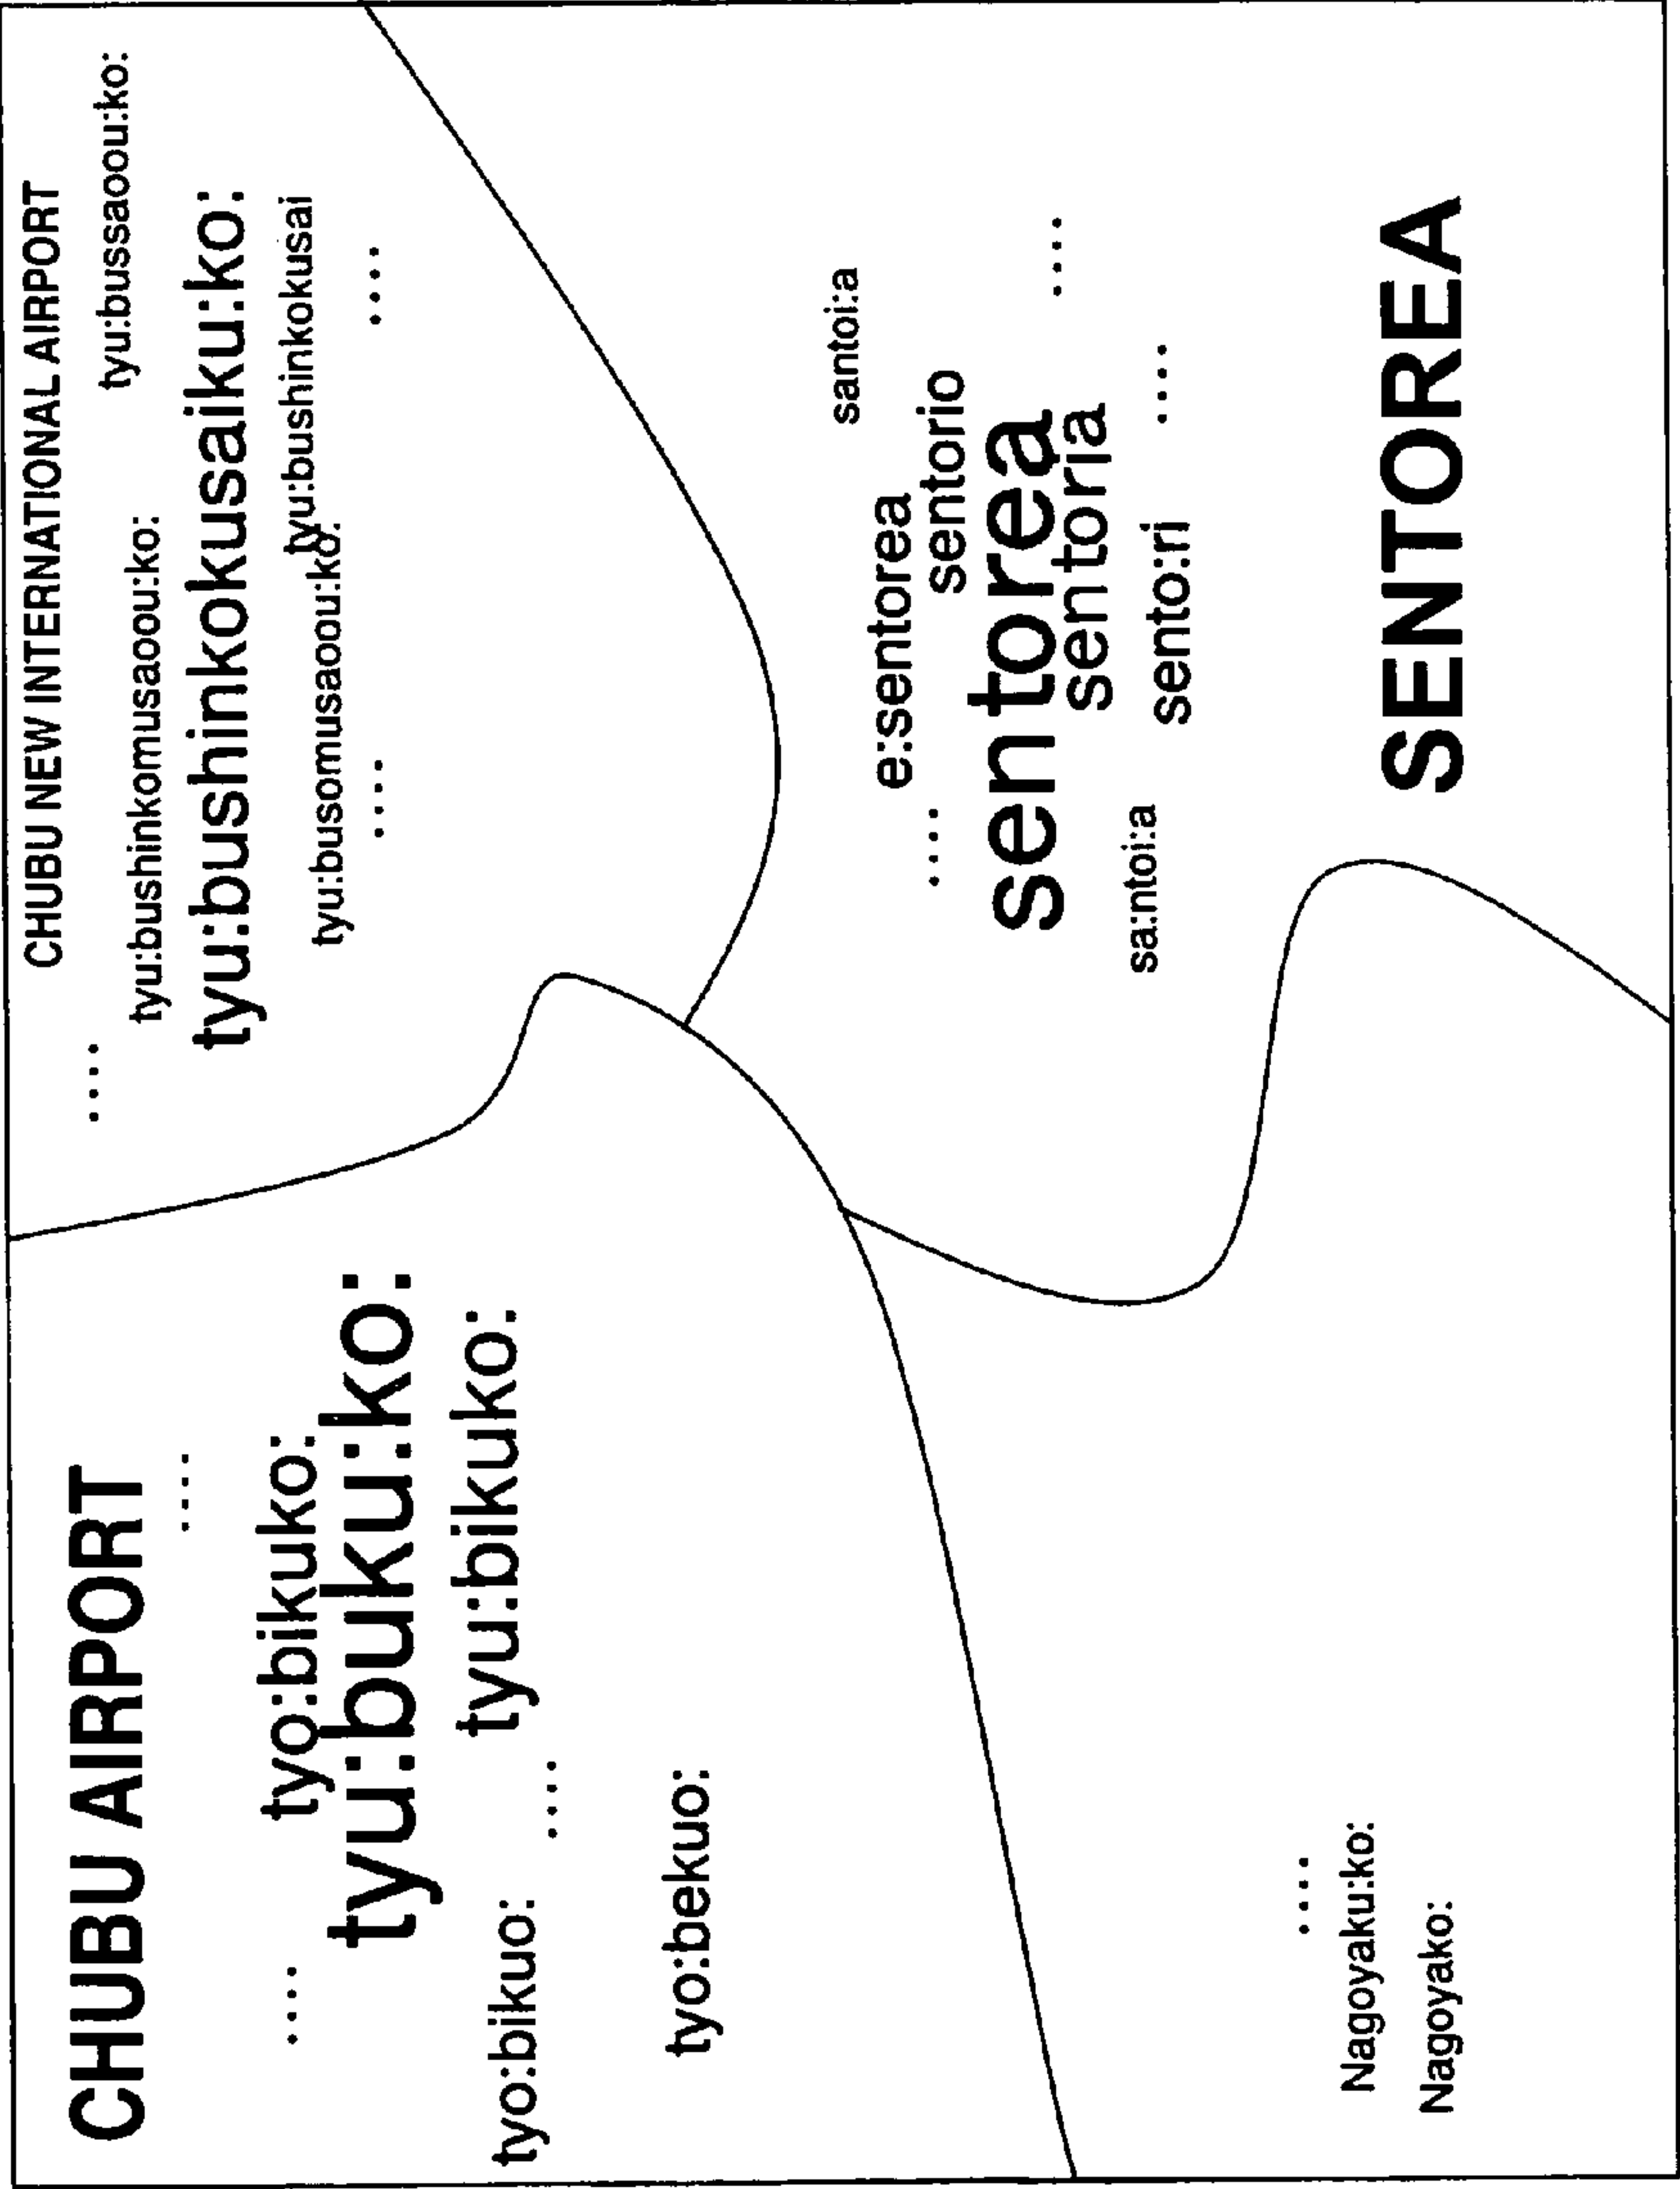 CHUBU AIRPORT
....
tyo:bikuko:
....
tyu:buku:ko:
tyu:bikuko:
tyo:bikuo:
....
tyo:bekuo:
CHUBU NEW INTERNATIONAL AIRPORT
....
tyu:bussaoou:ko:
tyu:bushinkomusaoou:ko:
tyu:bushinkokusaiku:ko:
tyu:bushinkokusai
tyu:busomusaoou:ko:
....
....
santoi:a
e:sentorea
....
sentorio
sentorea
....
sentoria
sa:ntoi:a
....
sento:ri
SENTOREA
....
Nagoyaku:ko:
Nagoyako: